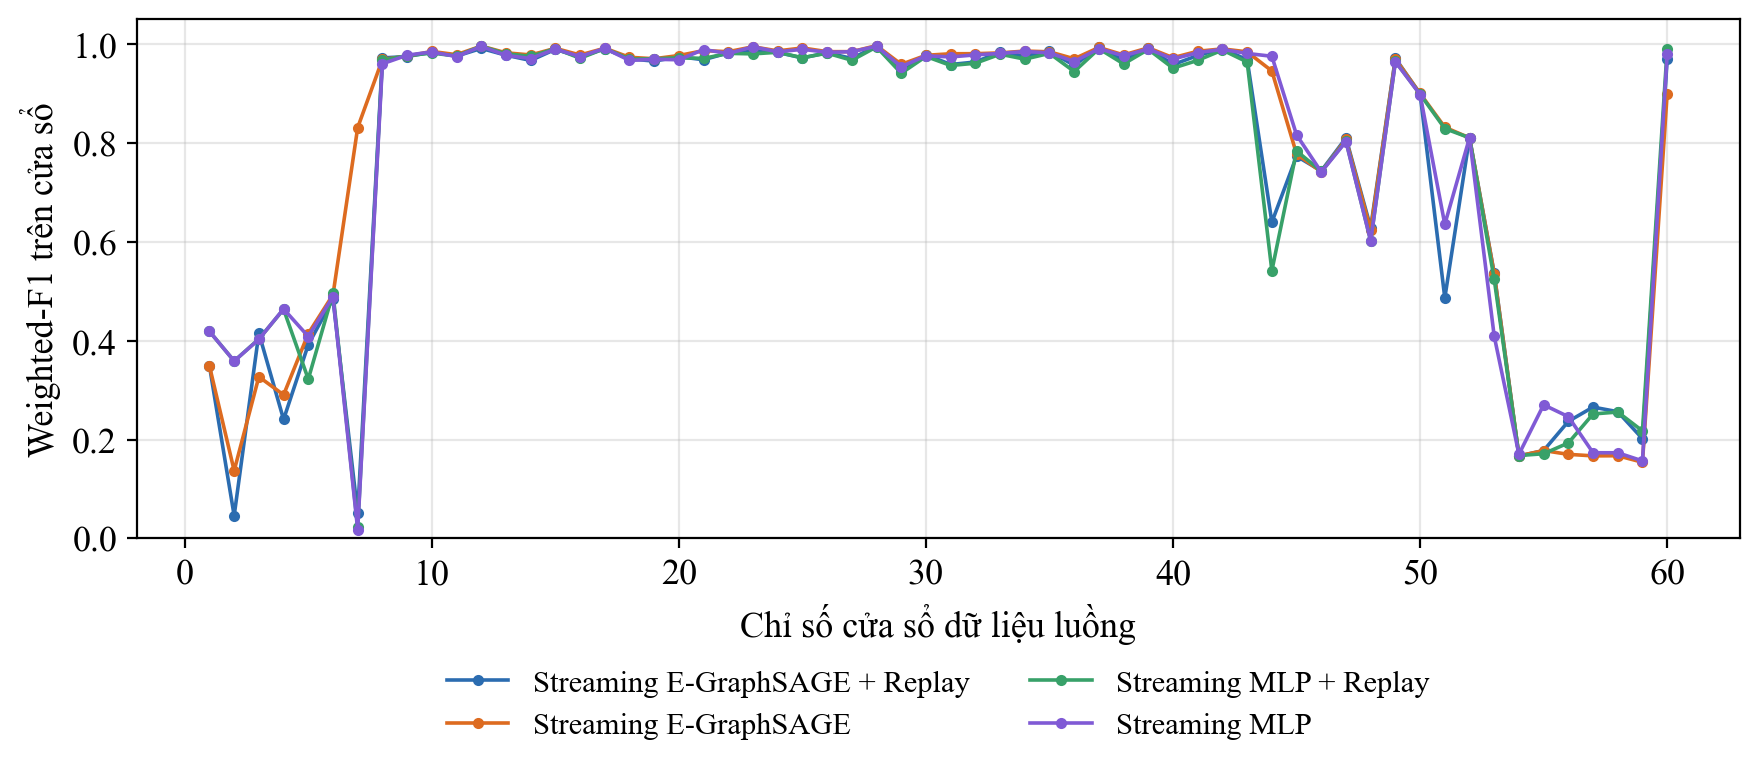 Weighted-F1 trên cửa sổ
1.0
0.8
0.6
0.4
0.2
0.0
0 10 20 30 40 50 60
Chỉ số cửa sổ dữ liệu luồng
Streaming E-GraphSAGE + Replay
Streaming E-GraphSAGE
Streaming MLP + Replay
Streaming MLP